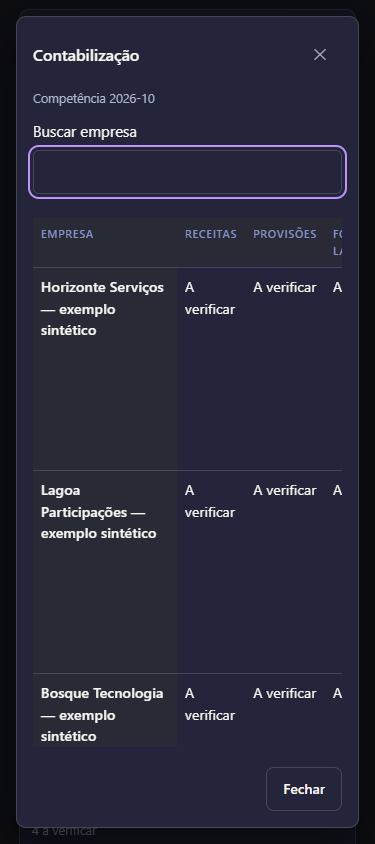 Contabilização
Competência 2026-10
Buscar empresa
EMPRESA RECEITAS PROVISÕES
Horizonte Serviços A A verificar A
— exemplo verificar
sintético
Lagoa A A verificar A
Participações — verificar
exemplo sintético
Bosque Tecnologia A A verificar A
— exemplo verificar
sintético
Fechar
4 a verificar